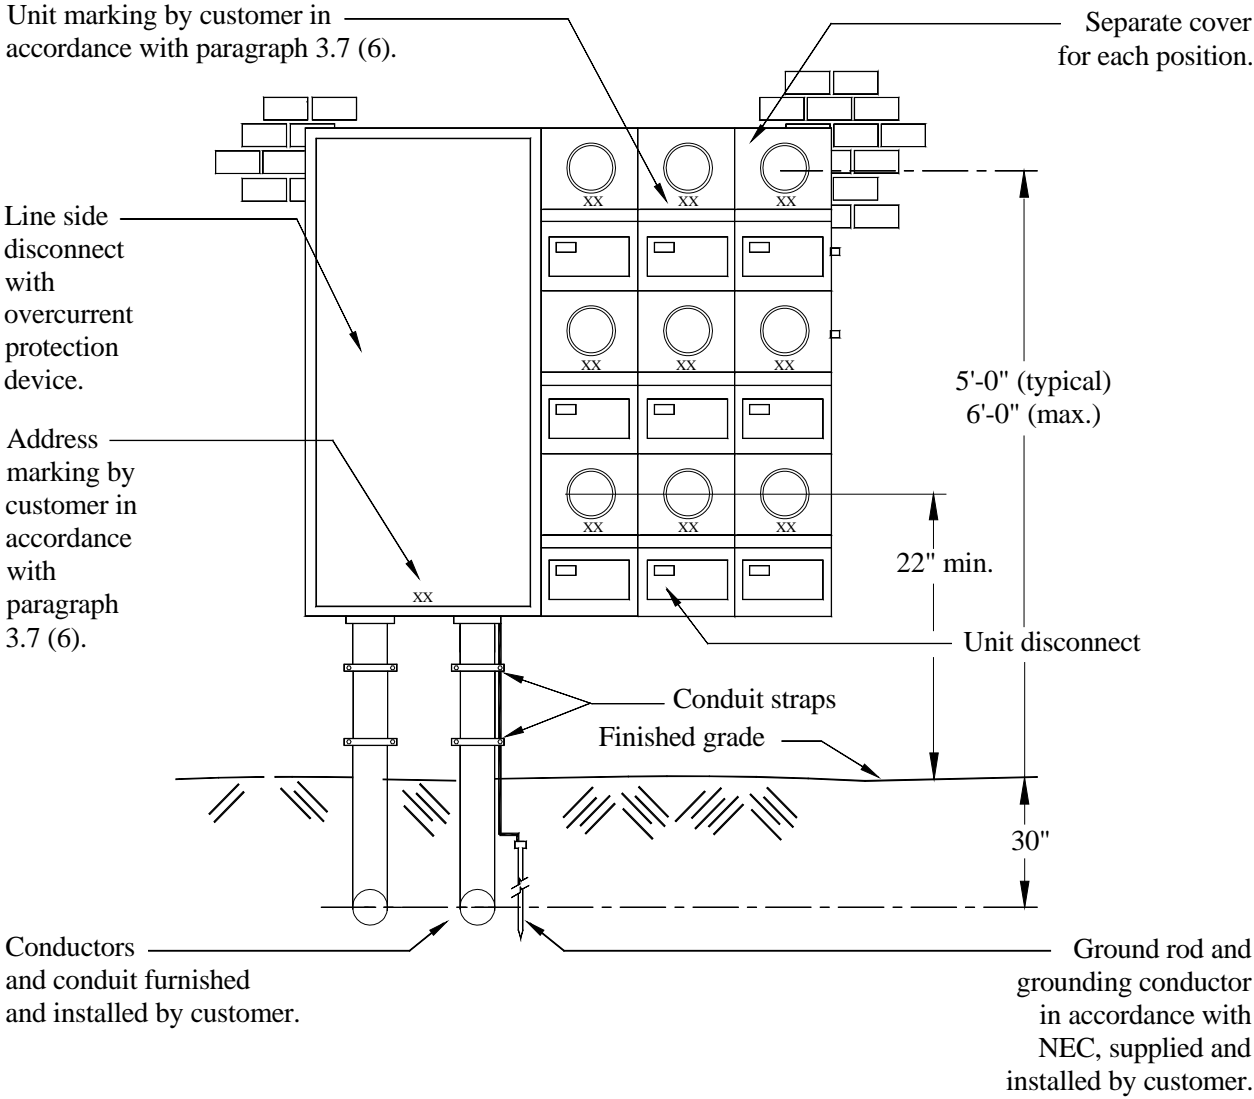 Unit marking by customer in
accordance with paragraph 3.7 (6).
Separate cover
for each position.
XX
XX
XX
Line side
disconnect
with
overcurrent
protection
device.
XX
XX
XX
5'-0" (typical)
6'-0" (max.)
Address
marking by
customer in
accordance
with
paragraph
3.7 (6).
XX
XX
XX
22" min.
XX
Unit disconnect
Conduit straps
Finished grade
30"
Conductors
and conduit furnished
and installed by customer.
Ground rod and
grounding conductor
in accordance with
NEC, supplied and
installed by customer.